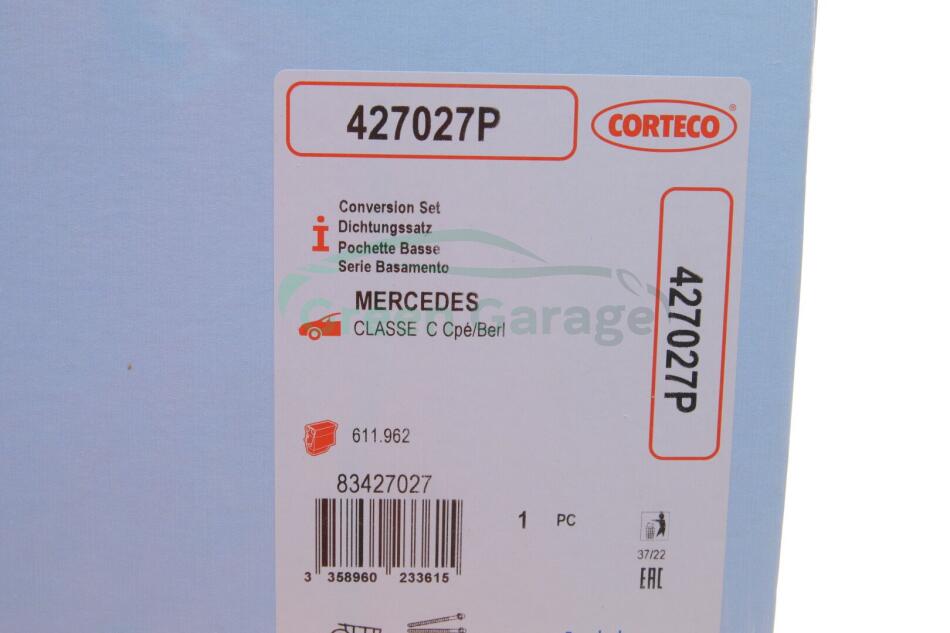 427027P
CORTECO®
Conversion Set
Dichtungssatz
Pochette Basse
Serie Basamento
MERCEDES
CLASSE C Cpé/Berl
Green Garage
427027P
611.962
83427027
1 PC
3 358960 233615
37/22
EAC